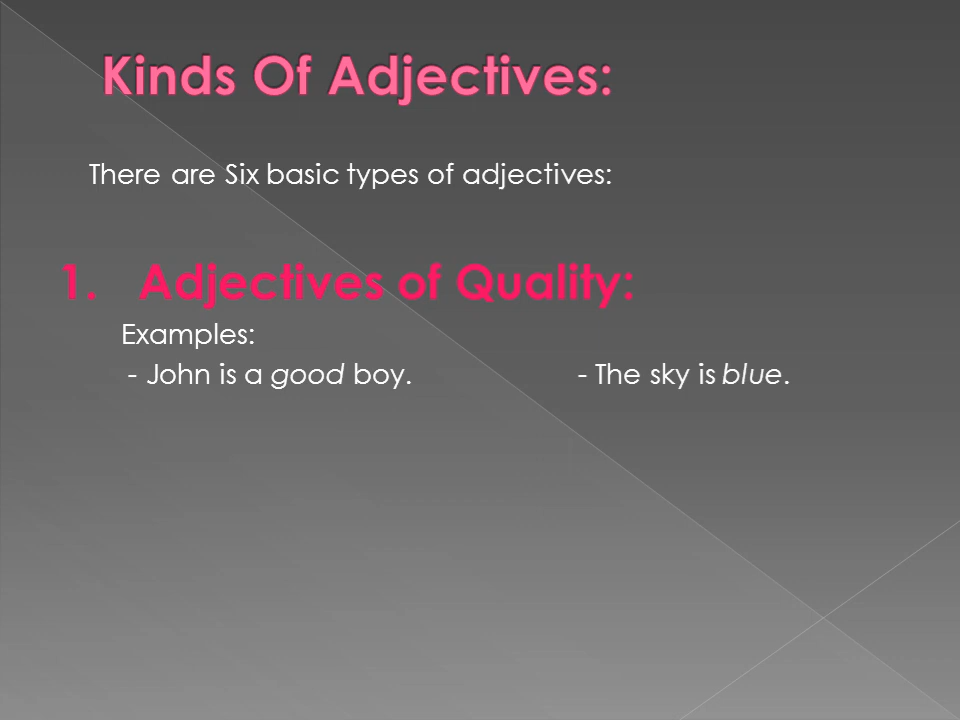 Kinds Of Adjectives:
There are Six basic types of adjectives:
1. Adjectives of Quality:
Examples:
- John is a good boy. - The sky is blue.